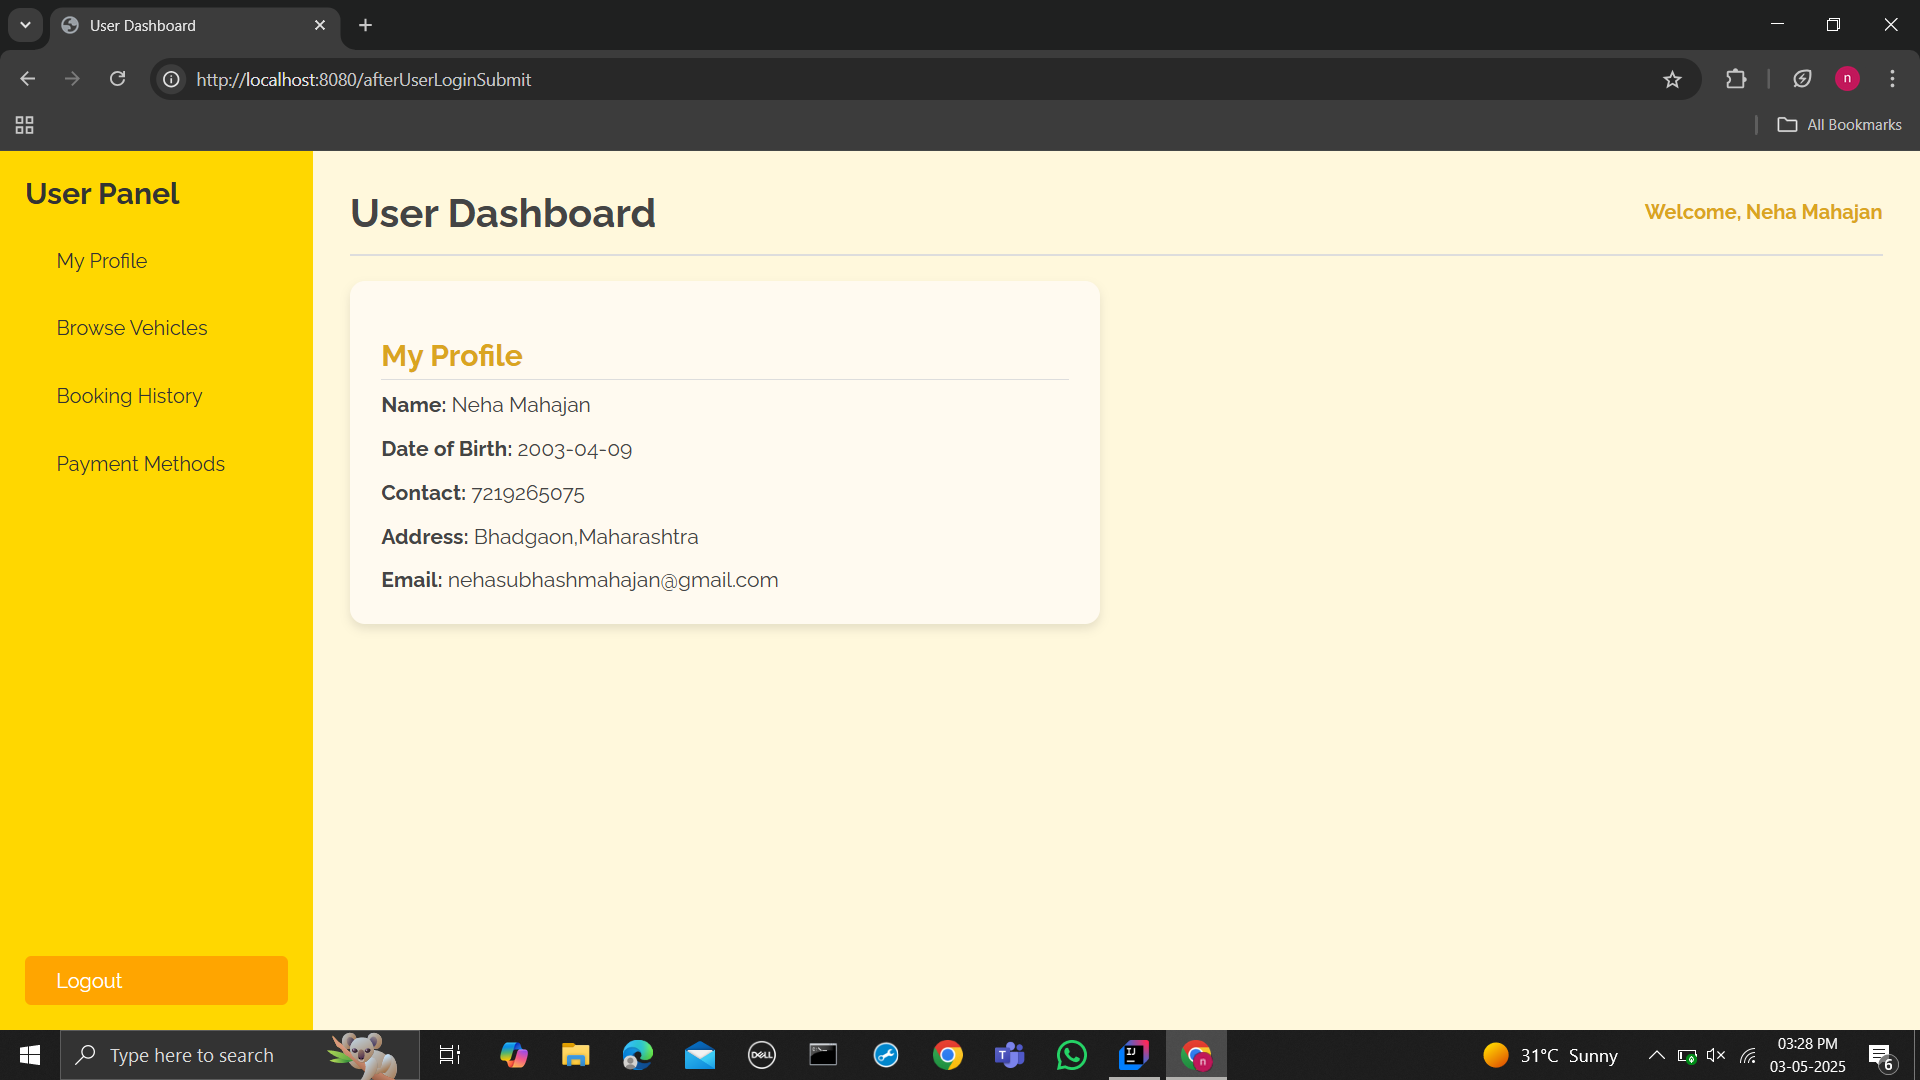 User Dashboard
http://localhost:8080/afterUserLoginSubmit
n
All Bookmarks
User Panel
My Profile
Browse Vehicles
Booking History
Payment Methods
Logout
User Dashboard
Welcome, Neha Mahajan
My Profile
Name: Neha Mahajan
Date of Birth: 2003-04-09
Contact: 7219265075
Address: Bhadgaon,Maharashtra
Email: nehasubhashmahajan@gmail.com
Type here to search
DELL
T
IJ
n
31°C Sunny
03:28 PM
03-05-2025
6